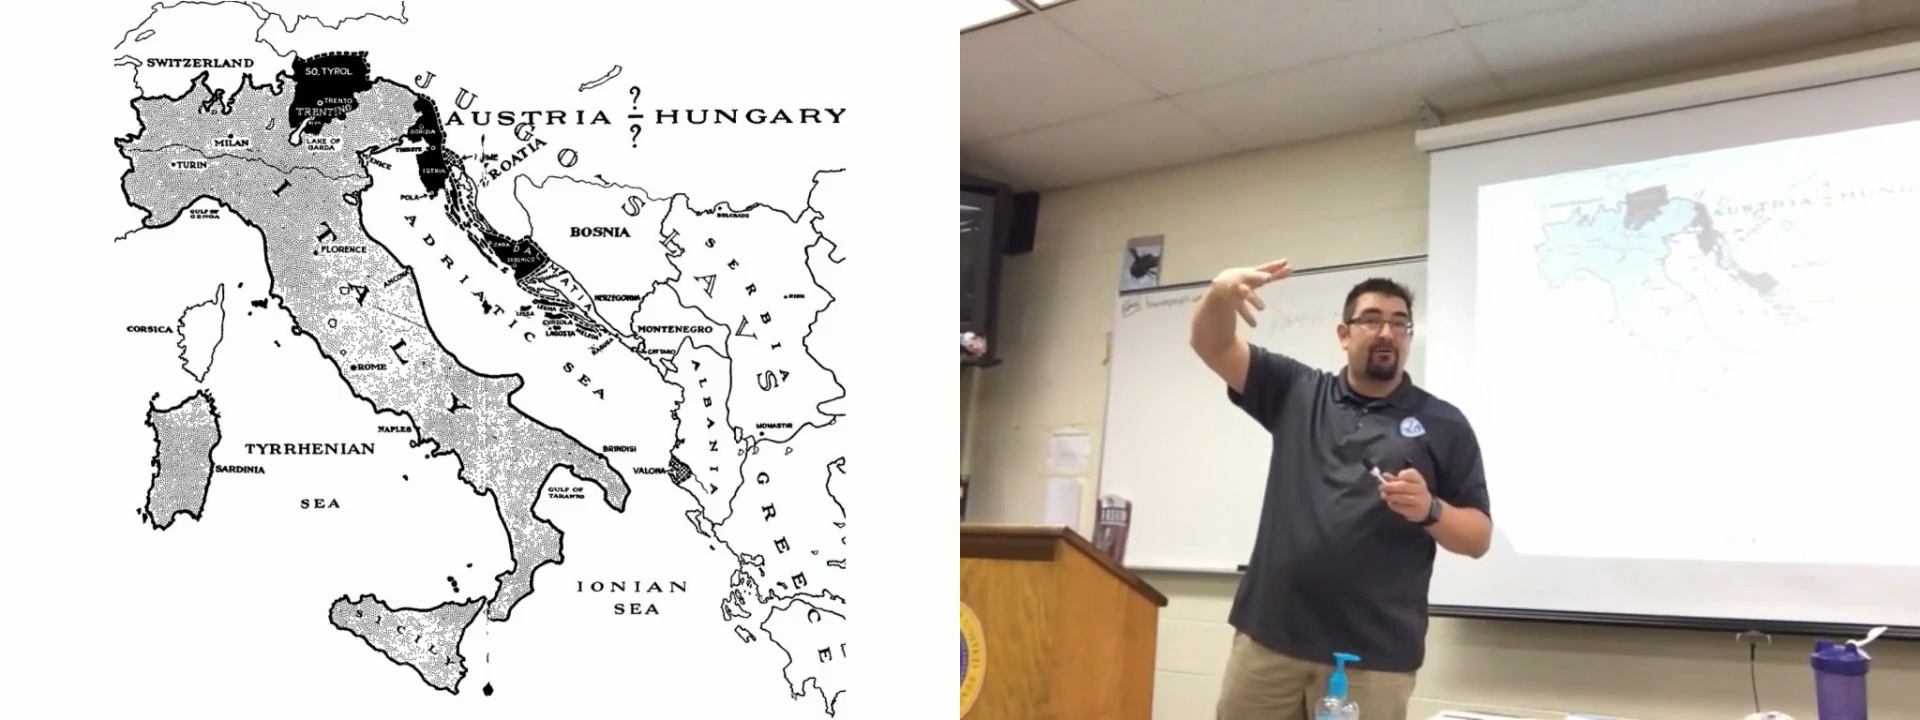 SWITZERLAND
SO. TYROL
TRENTO
TRENTINO
LAKE OF
GARDA
MILAN
TURIN
VENICE
GORIZIA
TRIESTE
ISTRIA
POLA
JUGOSLAVS
AUSTRIA ? HUNGARY
?
CROATIA
BOSNIA
BELGRADE
SERBIA
GULF OF
GENOA
ITALY
FLORENCE
ANCONA
ADRIATIC SEA
ZARA
SEBENICO
DALMATIA
HERZEGOVINA
LISSA
CURZOLA
LAGOSTA
MELEDA
RAGUSA
MONTENEGRO
CATTARO
NISH
CORSICA
ROME
ALBANIA
NAPLES
MONASTIR
TYRRHENIAN
SEA
SARDINIA
BRINDISI
VALONA
GULF OF
TARANTO
GREECE
IONIAN
SEA
SICILY
AUSTRIA ? HUNG